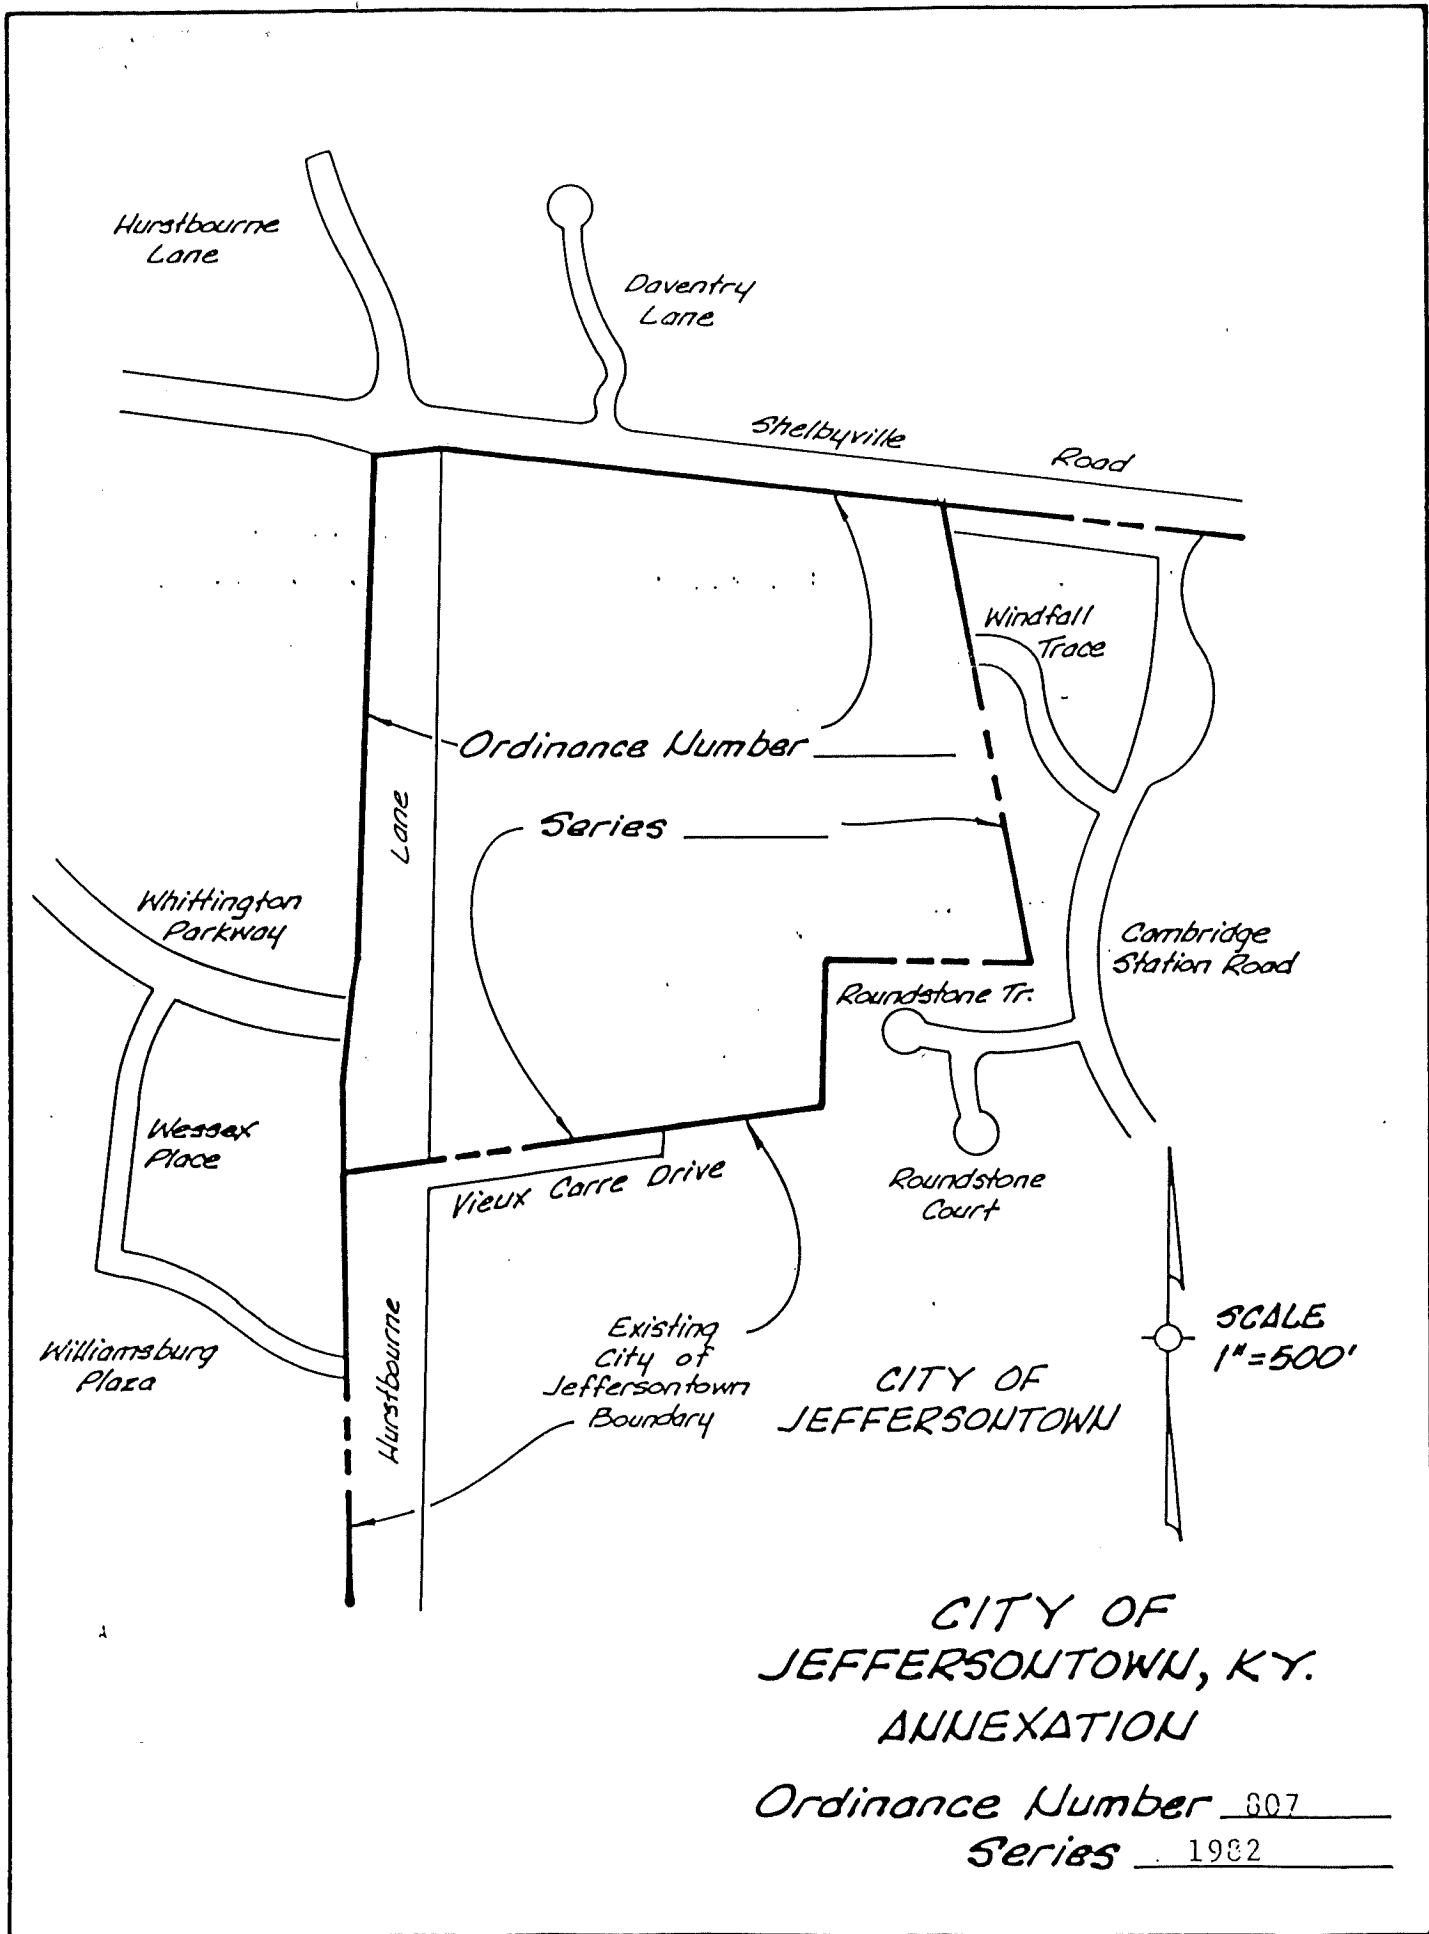 Hurstbourne
Lane
Daventry
Lane
Shelbyville Road
Windfall
Trace
Ordinance Number
Series
Lane
Whittington
Parkway
Cambridge
Station Road
Roundstone Tr.
Wessex
Place
Vieux Carre Drive
Roundstone
Court
Hurstbourne
Existing
City of
Jeffersontown
Boundary
Williamsburg
Plaza
CITY OF
JEFFERSONTOWN
SCALE
1"=500'
CITY OF
JEFFERSONTOWN, KY.
ANNEXATION
Ordinance Number 807
Series 1982